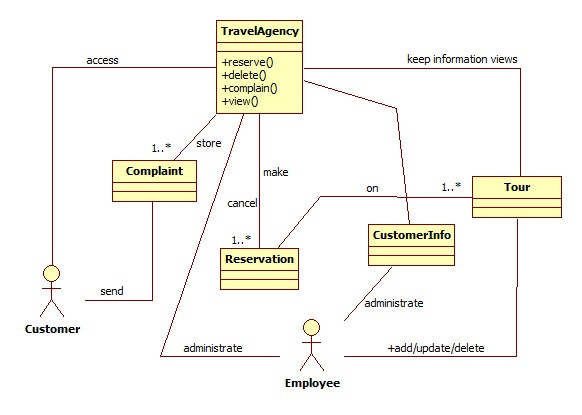 TravelAgency
+reserve()
+delete()
+complain()
+view()
access
keep information views
1..*
store
Complaint
make
cancel
on
1..*
Tour
1..*
Reservation
CustomerInfo
send
Customer
administrate
administrate
+add/update/delete
Employee